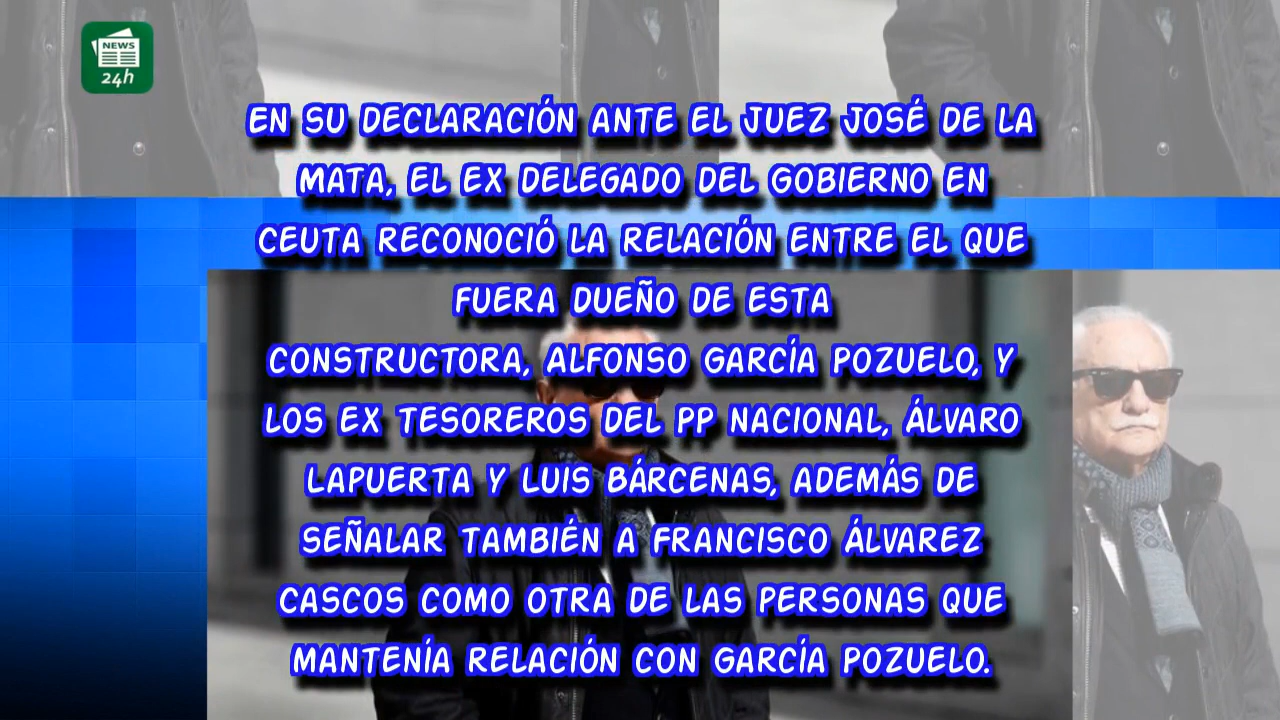 NEWS
24h
EN SU DECLARACIÓN ANTE EL JUEZ JOSÉ DE LA
MATA, EL EX DELEGADO DEL GOBIERNO EN
CEUTA RECONOCIÓ LA RELACIÓN ENTRE EL QUE
FUERA DUEÑO DE ESTA
CONSTRUCTORA, ALFONSO GARCÍA POZUELO, Y
LOS EX TESOREROS DEL PP NACIONAL, ÁLVARO
LAPUERTA Y LUIS BÁRCENAS, ADEMÁS DE
SEÑALAR TAMBIÉN A FRANCISCO ÁLVAREZ
CASCOS COMO OTRA DE LAS PERSONAS QUE
MANTENÍA RELACIÓN CON GARCÍA POZUELO.